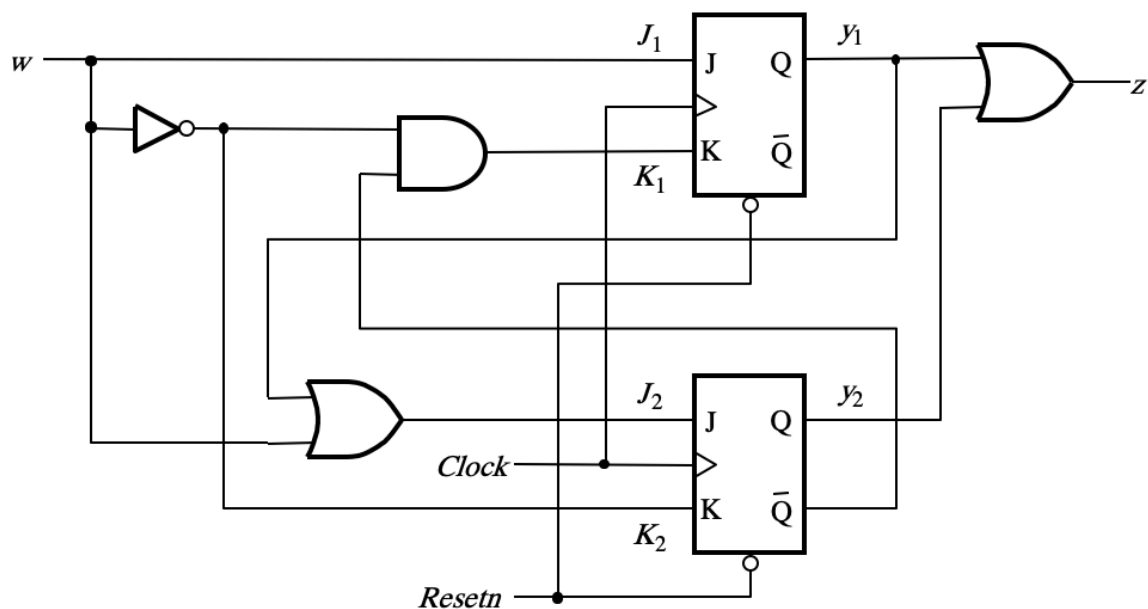 w
J₁
J Q
y₁
z
K Q̄
K₁
J₂
J Q
y₂
Clock
K Q̄
K₂
Resetn